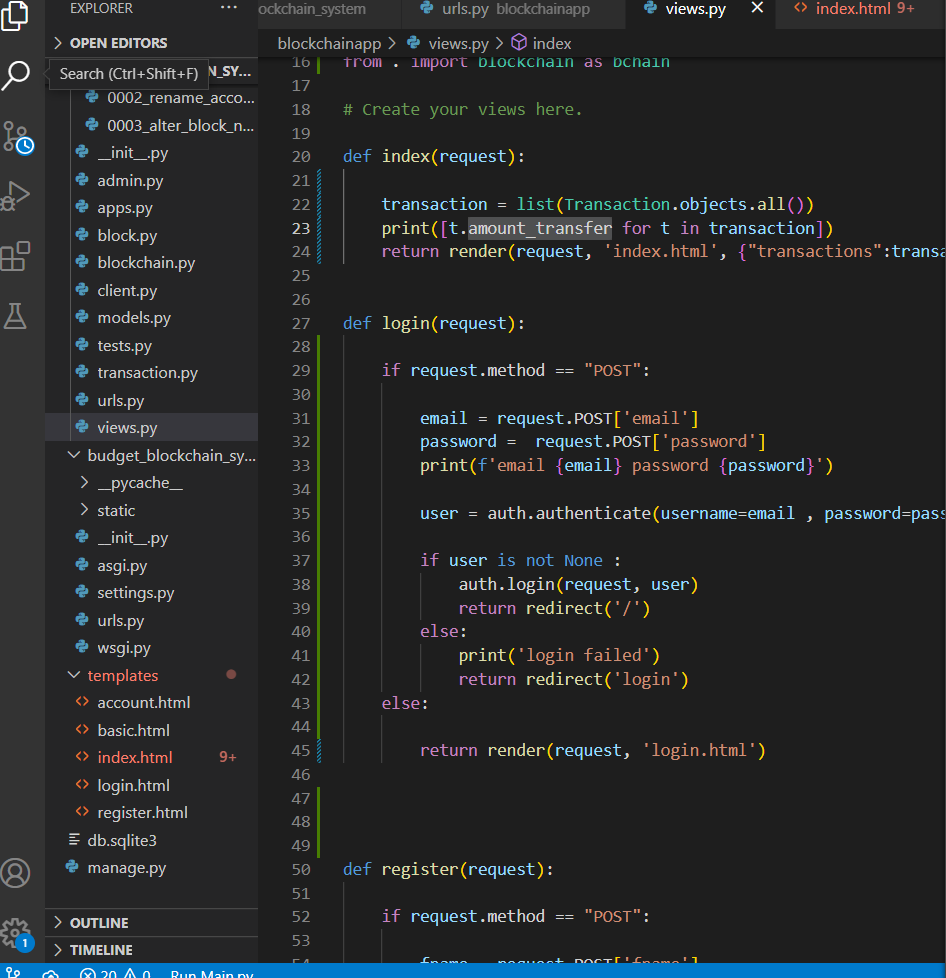 EXPLORER
ockchain_system
urls.py blockchainapp
views.py
index.html 9+
OPEN EDITORS
Search (Ctrl+Shift+F)
N_SY...
0002_rename_acco...
0003_alter_block_n...
__init__.py
admin.py
apps.py
block.py
blockchain.py
client.py
models.py
tests.py
transaction.py
urls.py
views.py
budget_blockchain_sy...
__pycache__
static
__init__.py
asgi.py
settings.py
urls.py
wsgi.py
templates
account.html
basic.html
index.html 9+
login.html
register.html
db.sqlite3
manage.py
OUTLINE
TIMELINE
1
20 0 Run Main.py
blockchainapp > views.py > index
16 from . import blockchain as bchain
17
18 # Create your views here.
19
20 def index(request):
21
22 transaction = list(Transaction.objects.all())
23 print([t.amount_transfer for t in transaction])
24 return render(request, 'index.html', {"transactions":transa
25
26
27 def login(request):
28
29 if request.method == "POST":
30
31 email = request.POST['email']
32 password =  request.POST['password']
33 print(f'email {email} password {password}')
34
35 user = auth.authenticate(username=email , password=pass
36
37 if user is not None :
38 auth.login(request, user)
39 return redirect('/')
40 else:
41 print('login failed')
42 return redirect('login')
43 else:
44
45 return render(request, 'login.html')
46
47
48
49
50 def register(request):
51
52 if request.method == "POST":
53
54 fname = request.POST['fname']